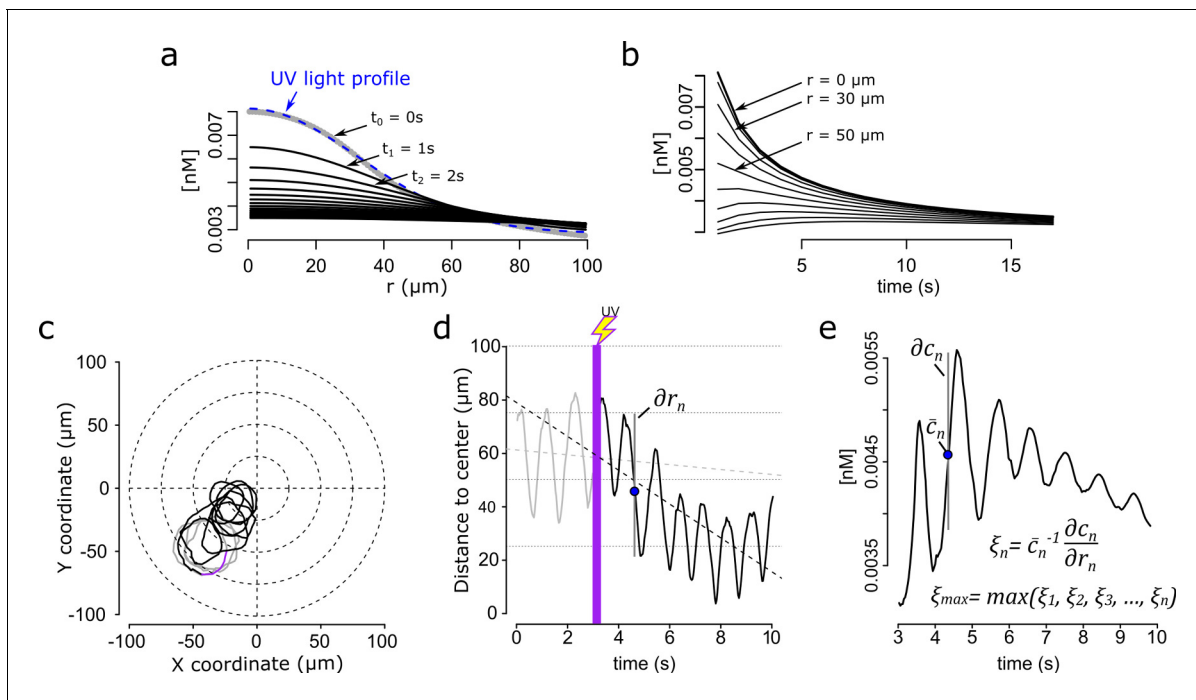 a
UV light profile
t0 = 0s
t1 = 1s
t2 = 2s
[nM]
0.007
0.003
0 20 40 60 80 100
r (µm)
b
r = 0 µm
r = 30 µm
r = 50 µm
[nM]
0.007
0.005
5 10 15
time (s)
c
Y coordinate (µm)
100
50
0
-50
-100
-100 -50 0 50 100
X coordinate (µm)
d
UV
∂rn
Distance to center (µm)
100
80
60
40
20
0
0 2 4 6 8 10
time (s)
e
∂cn
c̄n
[nM]
0.0055
0.0045
0.0035
ξn= c̄n-1 ∂cn/∂rn
ξmax= max(ξ1, ξ2, ξ3, ..., ξn)
3 4 5 6 7 8 9 10
time (s)